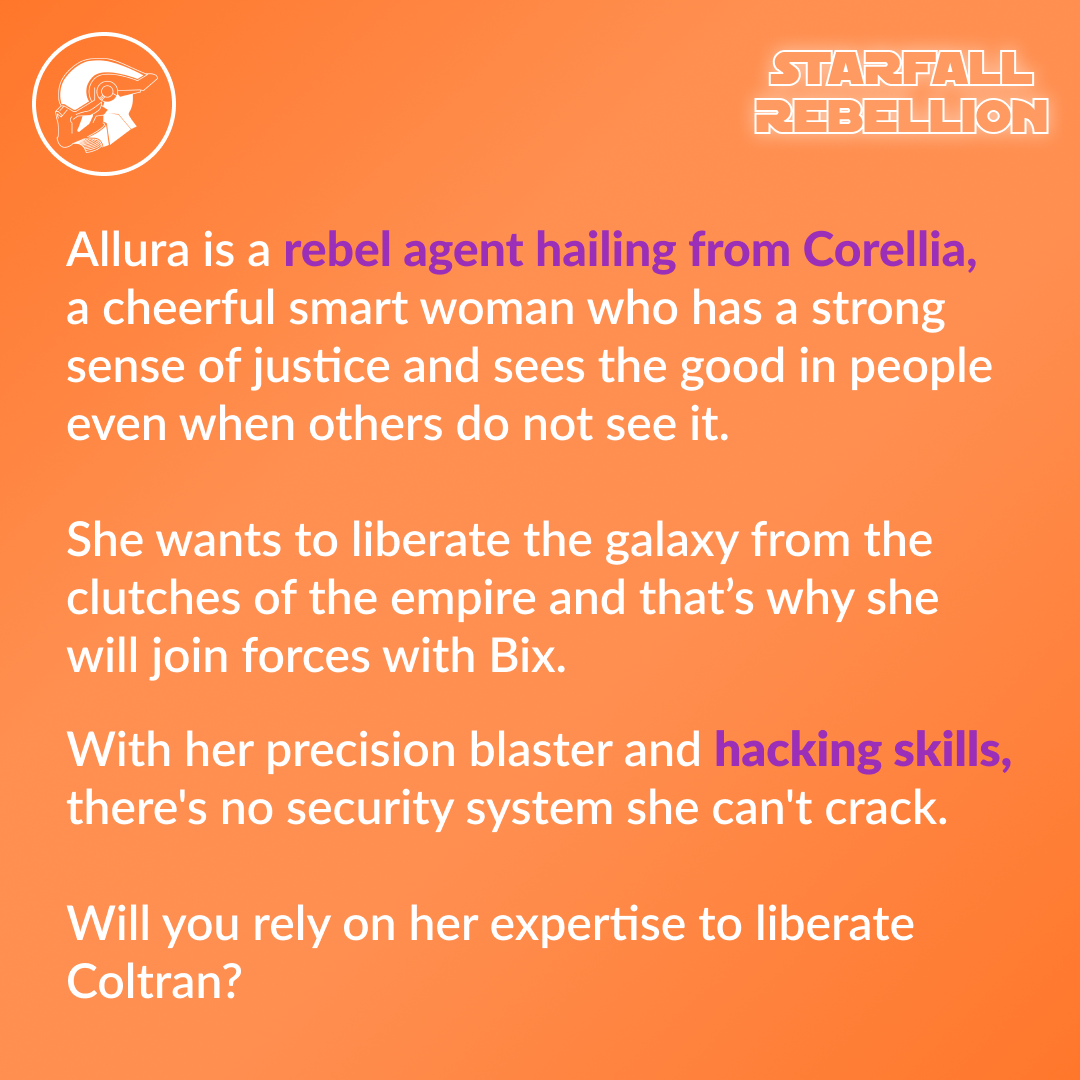 STARFALL
REBELLION
Allura is a rebel agent hailing from Corellia,
a cheerful smart woman who has a strong
sense of justice and sees the good in people
even when others do not see it.
She wants to liberate the galaxy from the
clutches of the empire and that’s why she
will join forces with Bix.
With her precision blaster and hacking skills,
there's no security system she can't crack.
Will you rely on her expertise to liberate
Coltran?